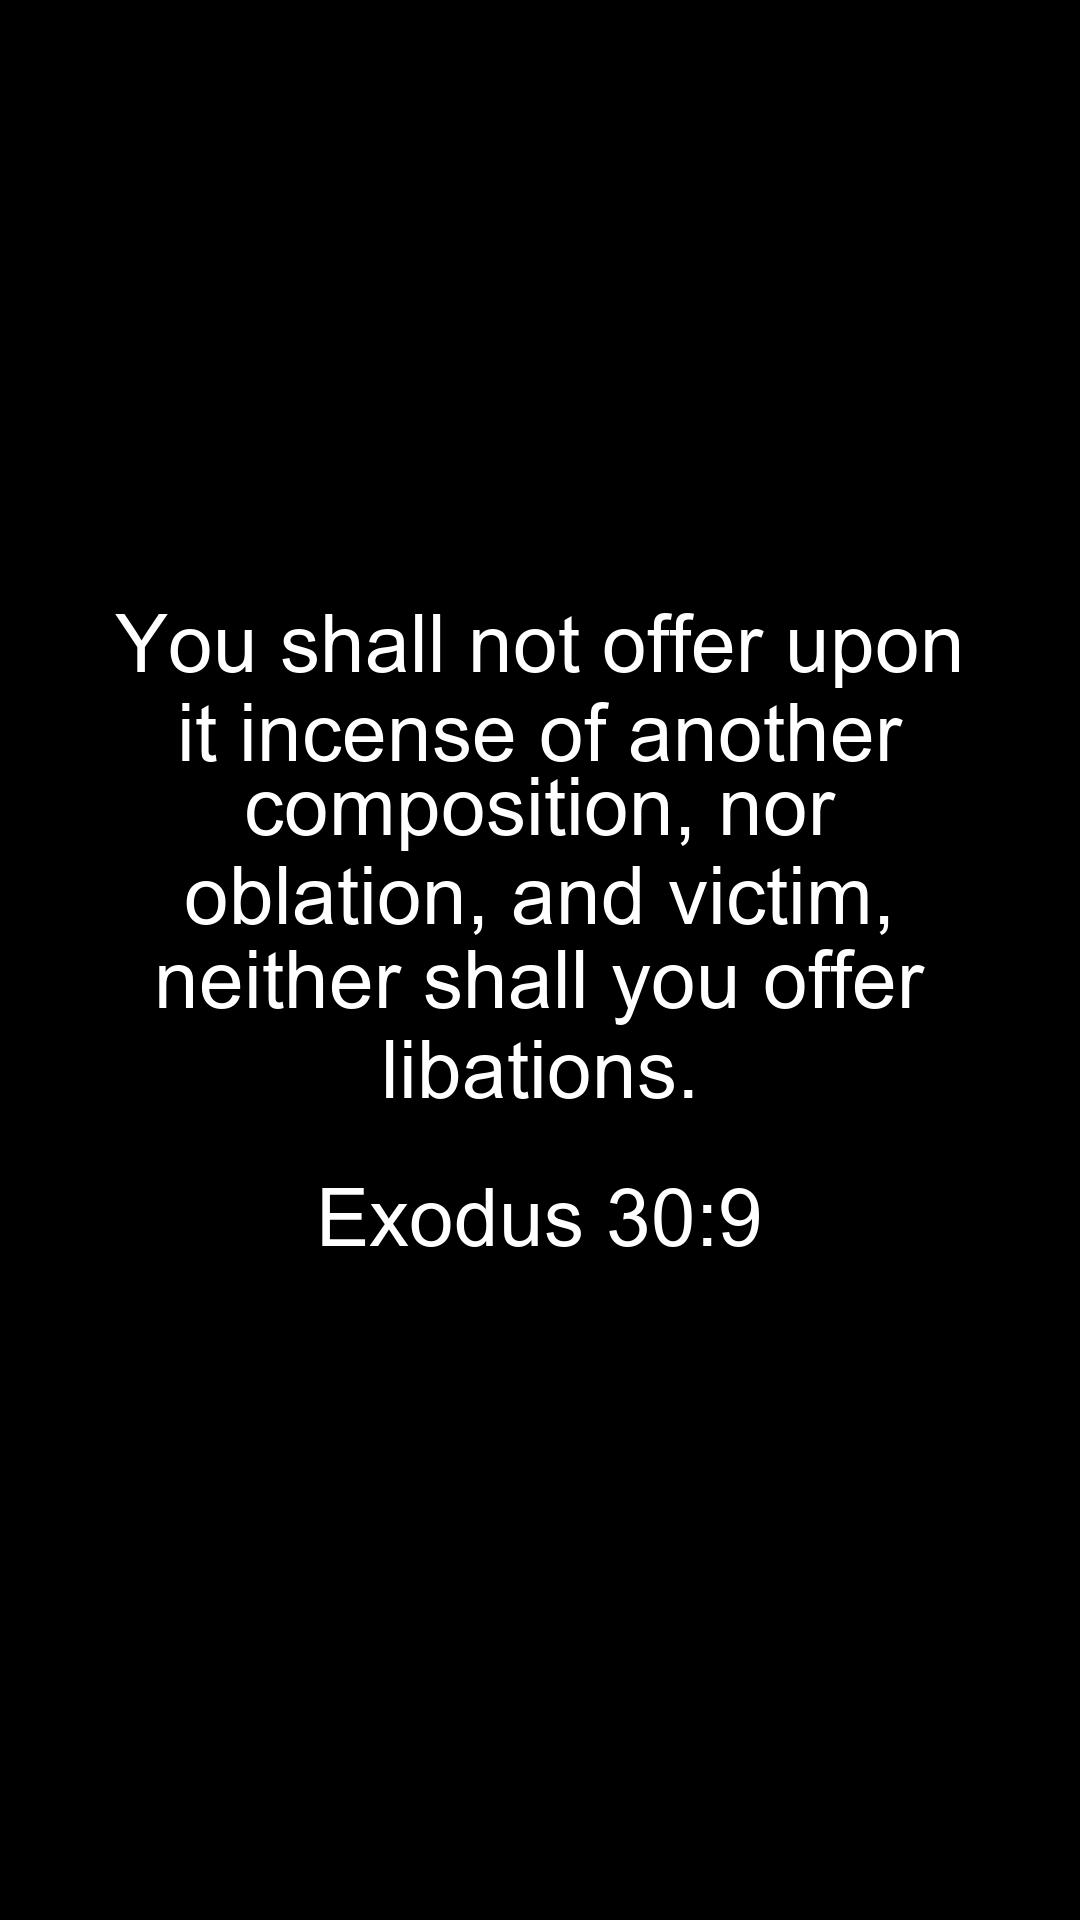 You shall not offer upon
it incense of another
composition, nor
oblation, and victim,
neither shall you offer
libations.
Exodus 30:9